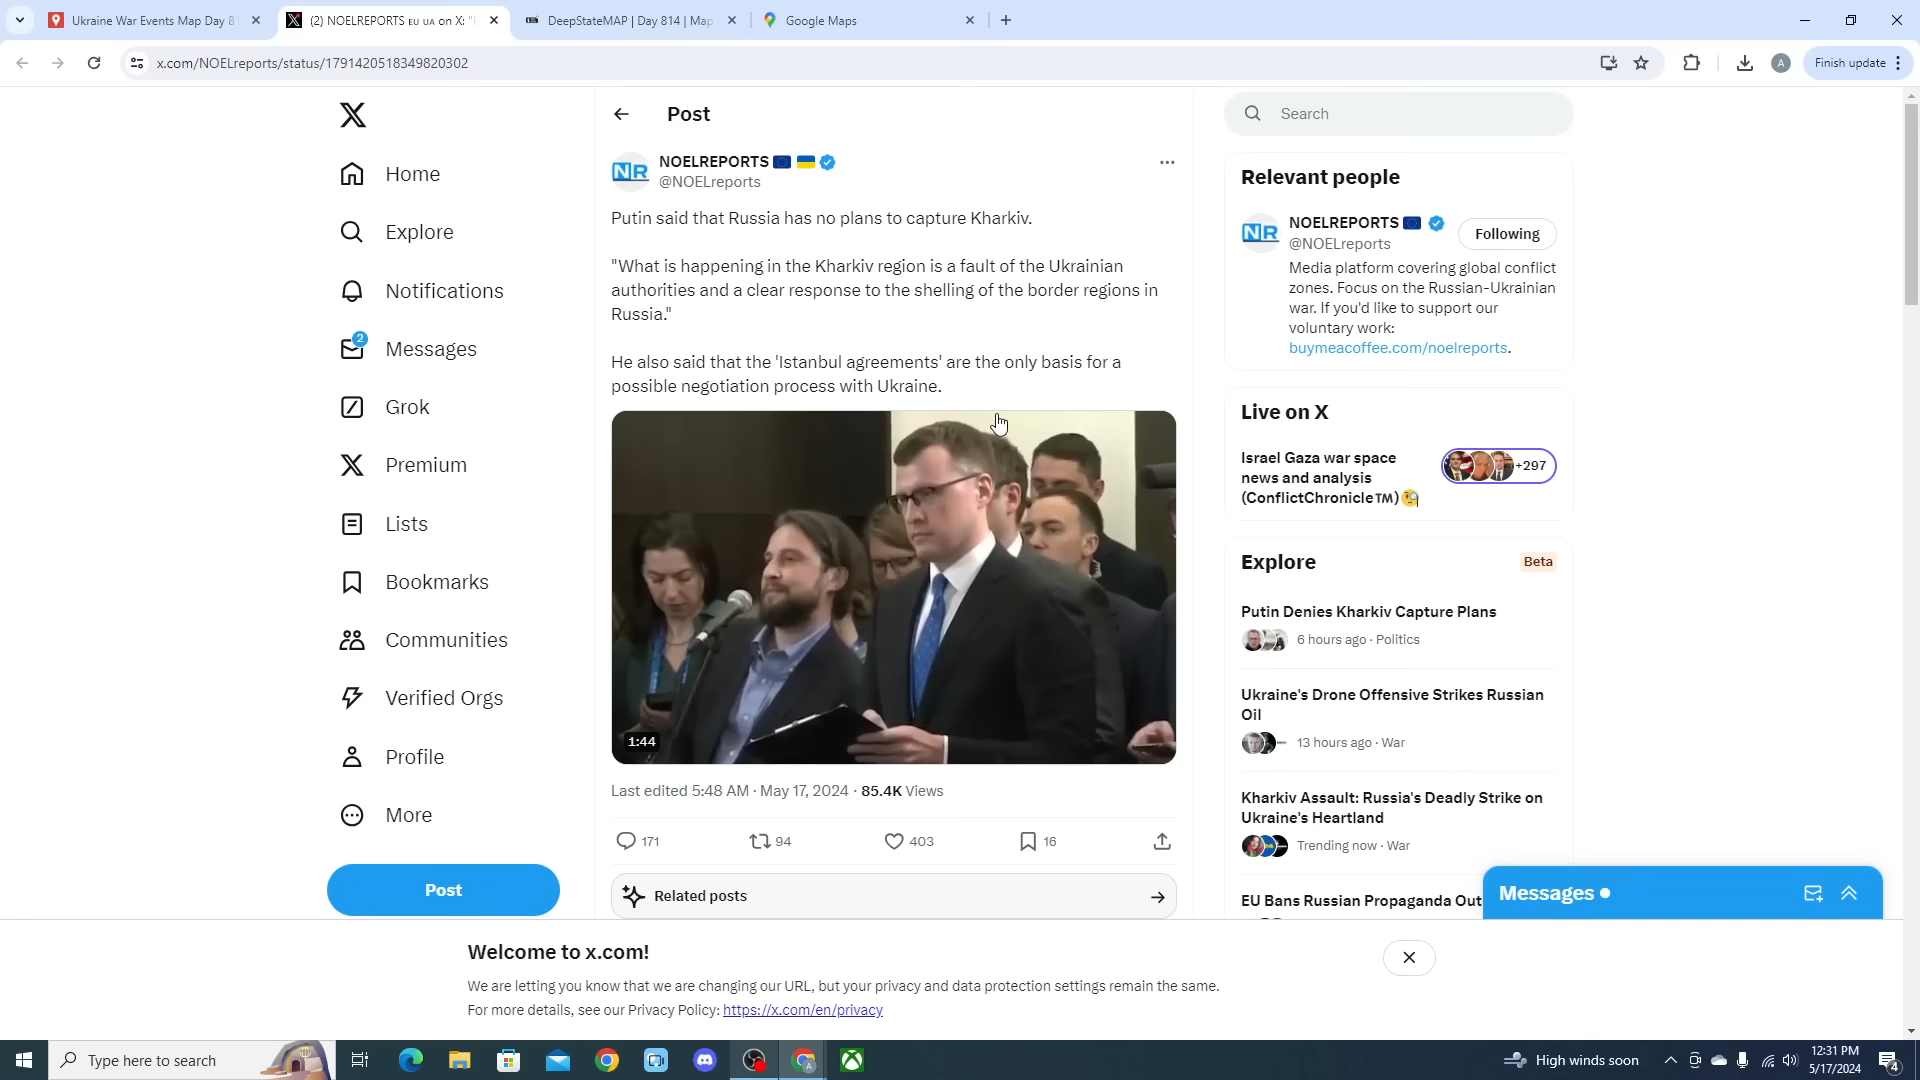 Ukraine War Events Map Day 8
(2) NOELREPORTS EU UA on X: "
DeepStateMAP | Day 814 | Map
Google Maps
x.com/NOELreports/status/1791420518349820302
A
Finish update
Post
Search
Home
Explore
Notifications
2
Messages
Grok
Premium
Lists
Bookmarks
Communities
Verified Orgs
Profile
More
Post
NR
NOELREPORTS
@NOELreports
Putin said that Russia has no plans to capture Kharkiv.
"What is happening in the Kharkiv region is a fault of the Ukrainian
authorities and a clear response to the shelling of the border regions in
Russia."
He also said that the 'Istanbul agreements' are the only basis for a
possible negotiation process with Ukraine.
1:44
Last edited 5:48 AM · May 17, 2024 · 85.4K Views
171
94
403
16
Related posts
Relevant people
NR
NOELREPORTS
@NOELreports
Following
Media platform covering global conflict
zones. Focus on the Russian-Ukrainian
war. If you'd like to support our
voluntary work:
buymeacoffee.com/noelreports.
Live on X
Israel Gaza war space
news and analysis
(ConflictChronicle™)🧐
+297
Explore
Beta
Putin Denies Kharkiv Capture Plans
6 hours ago · Politics
Ukraine's Drone Offensive Strikes Russian
Oil
13 hours ago · War
Kharkiv Assault: Russia's Deadly Strike on
Ukraine's Heartland
Trending now · War
EU Bans Russian Propaganda Out
Messages
Welcome to x.com!
We are letting you know that we are changing our URL, but your privacy and data protection settings remain the same.
For more details, see our Privacy Policy: https://x.com/en/privacy
Type here to search
High winds soon
12:31 PM
5/17/2024
4